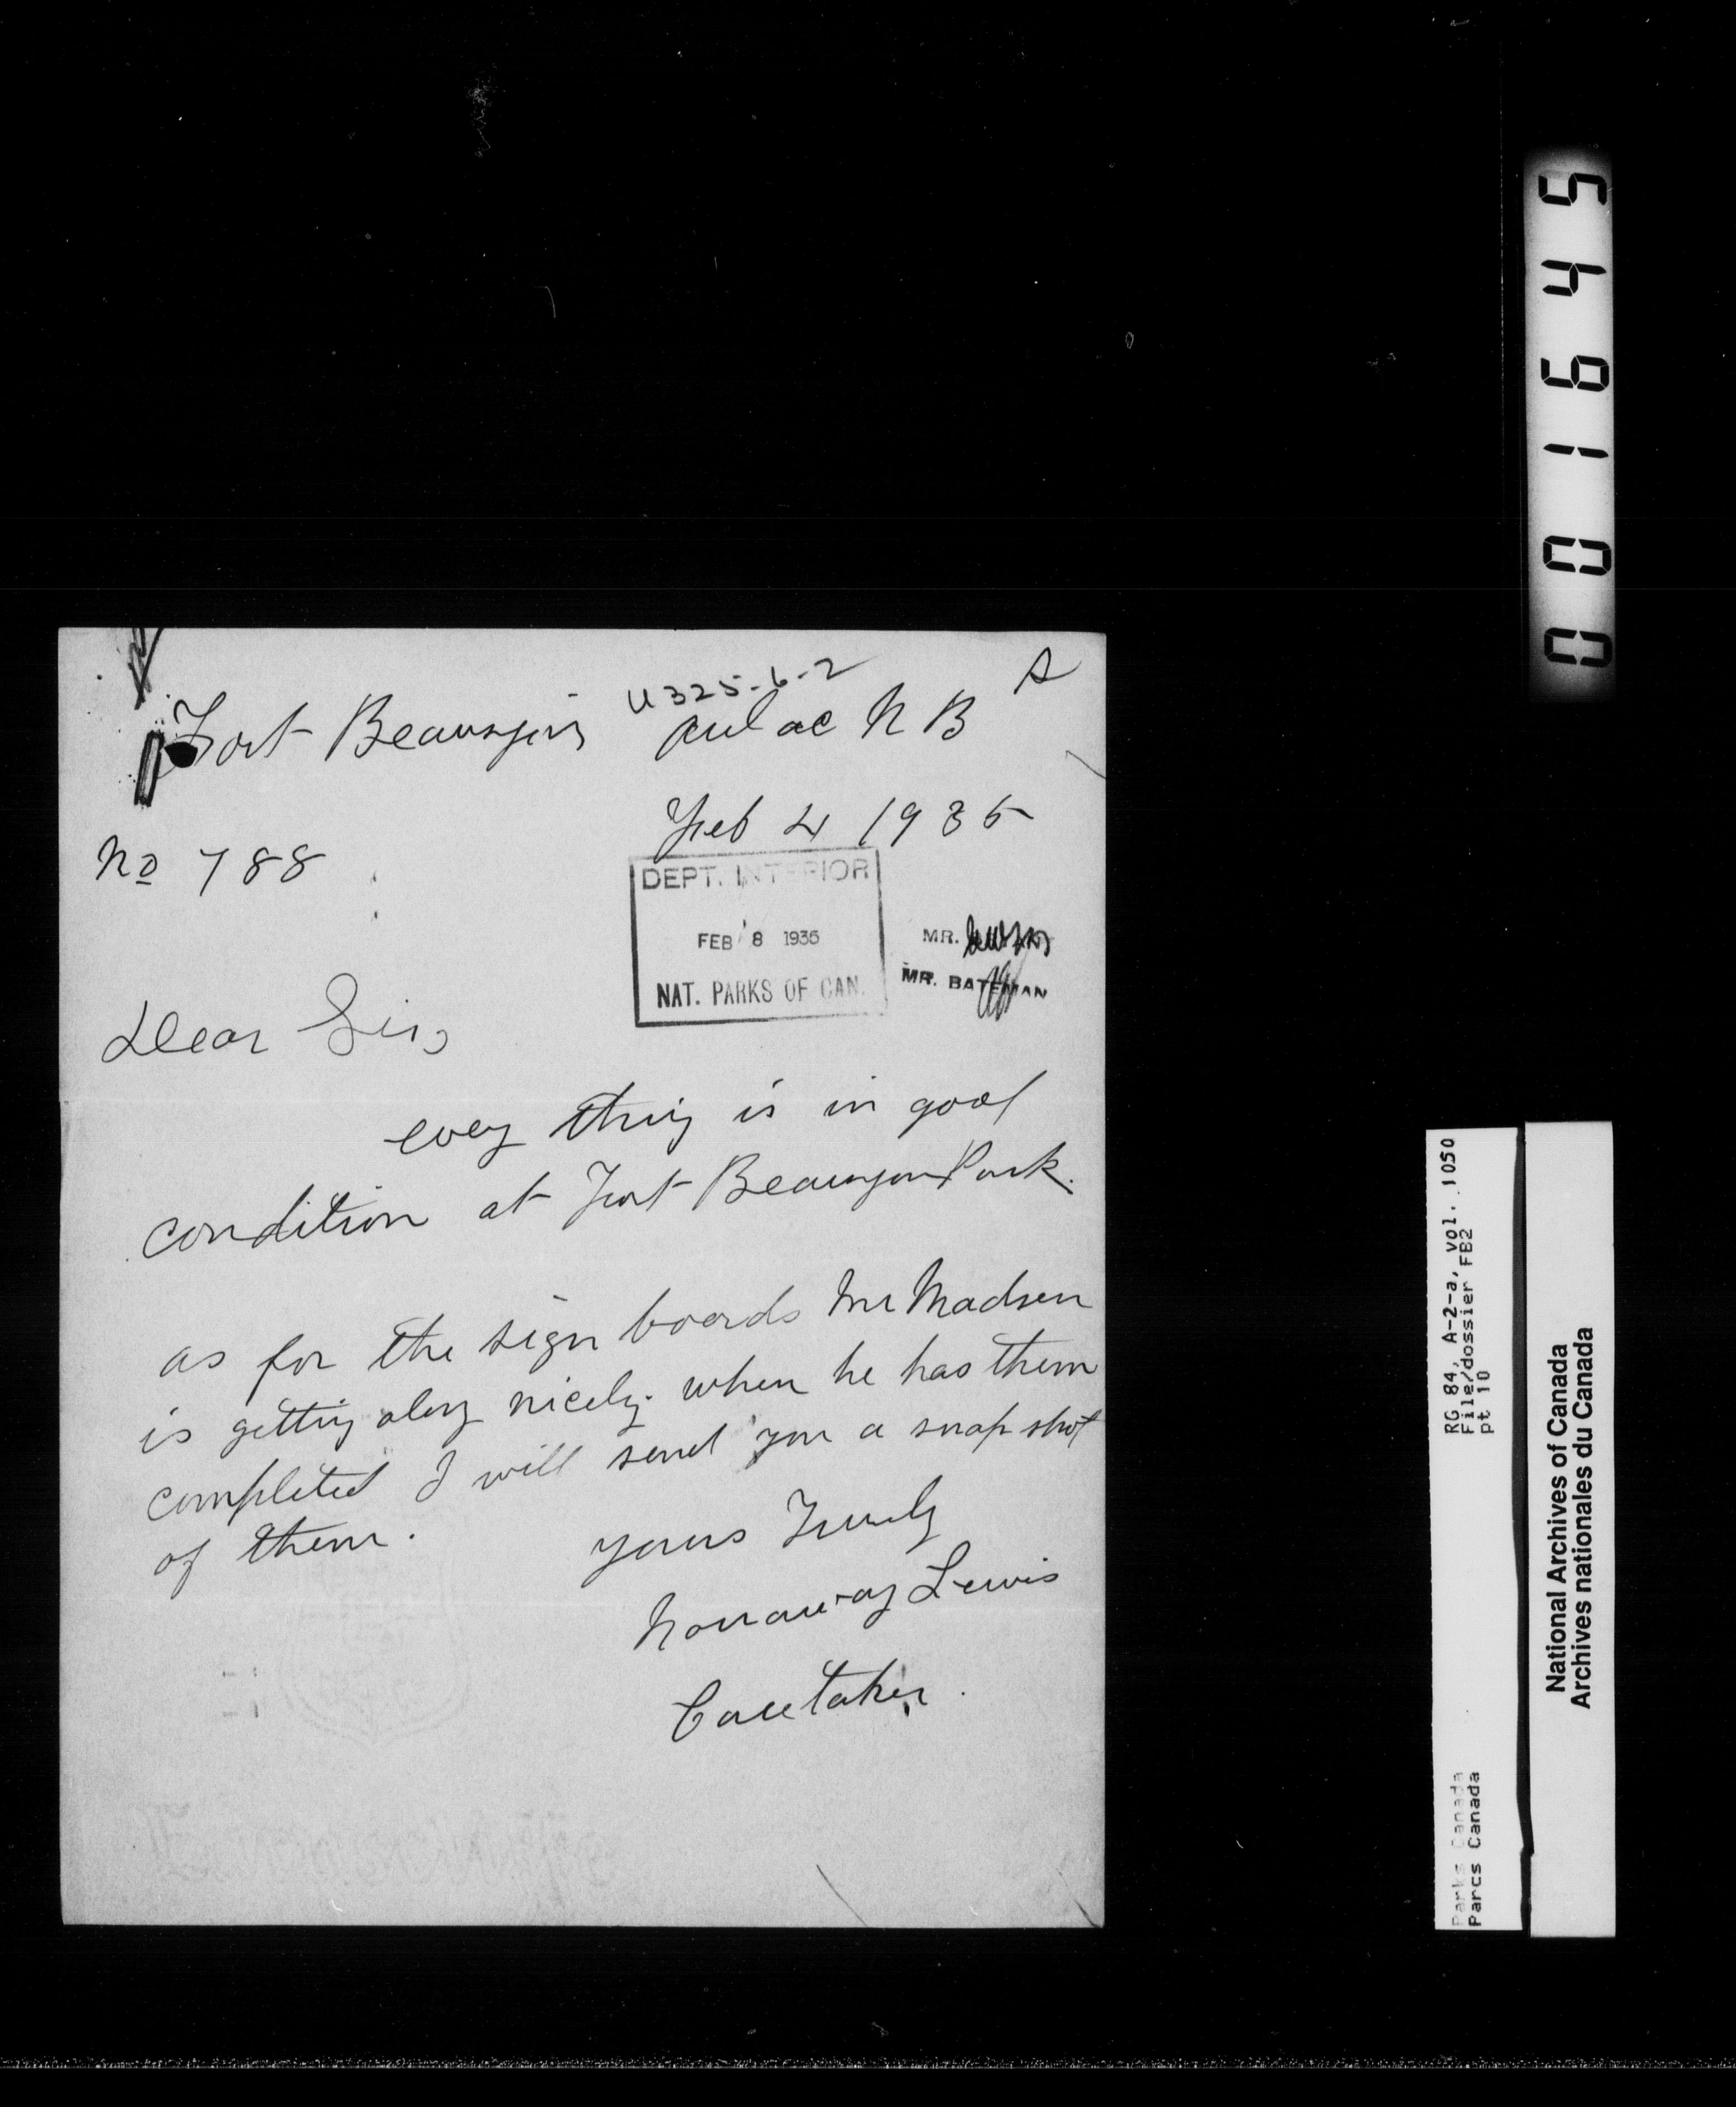 U325-6-2
A
Fort Beausejour Aulac N B
Feb 4 1935
No 788
DEPT. INTERIOR
FEB 8 1935
NAT. PARKS OF CAN.
MR.
MR. BATEMAN
Dear Sir,
every thing is in good
condition at Fort Beausejour Park.
as for the sign boards Mr Madsen
is getting along nicely. when he has them
completed I will send you a snap shot
of them.
yours Truely
Lewis
Caretaker.
001645
RG 84, A-2-a, vol. 1050
File/dossier FB2
pt 10
Parks Canada
Parcs Canada
National Archives of Canada
Archives nationales du Canada